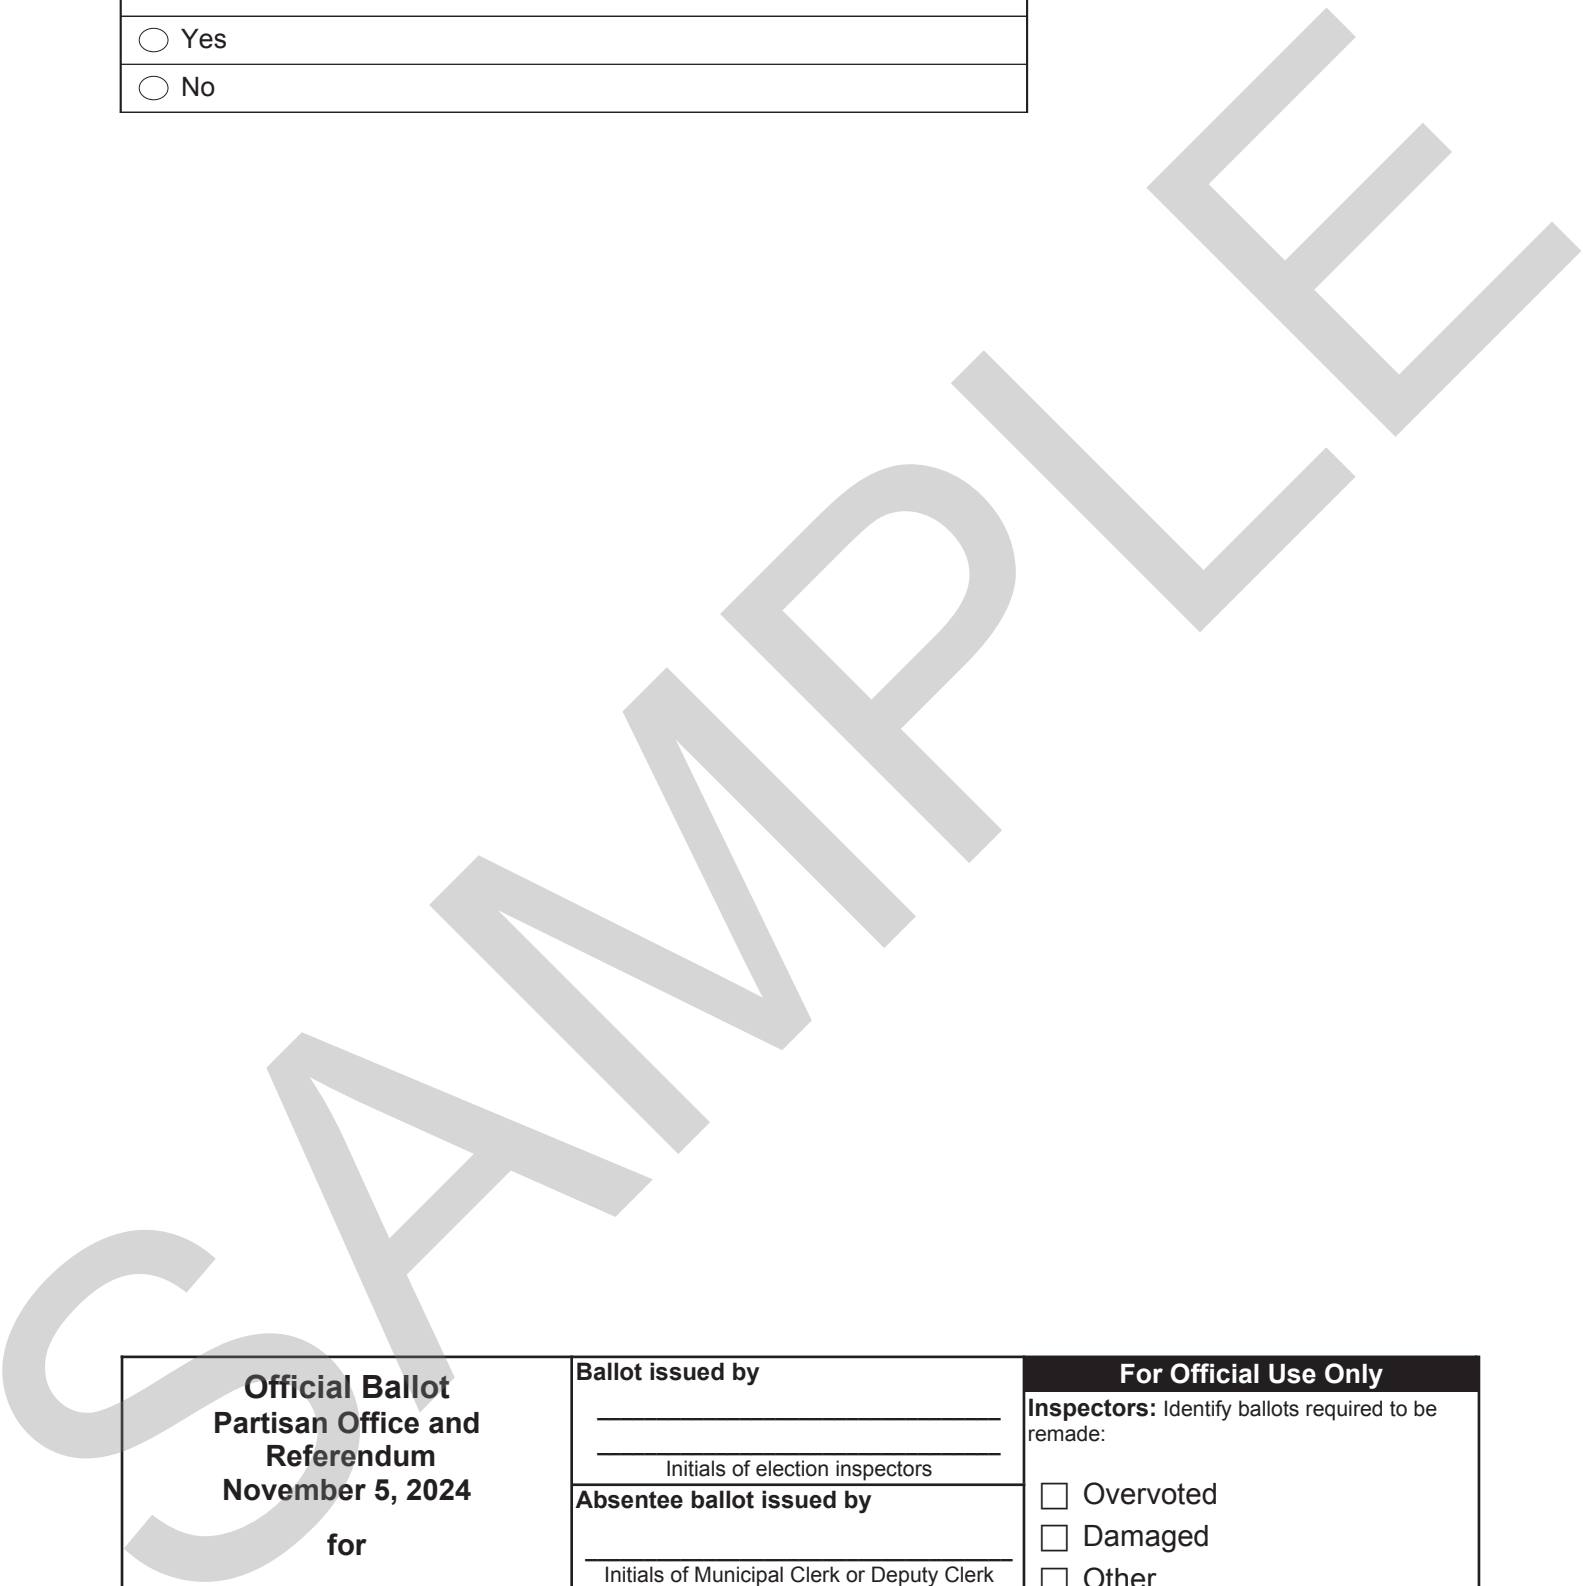 Yes
No
SAMPLE
Official Ballot
Partisan Office and
Referendum
November 5, 2024
for
Ballot issued by
Initials of election inspectors
Absentee ballot issued by
Initials of Municipal Clerk or Deputy Clerk
For Official Use Only
Inspectors: Identify ballots required to be
remade:
Overvoted
Damaged
Other